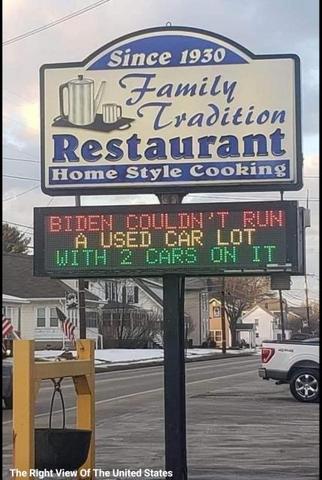 Since 1930
Family
Tradition
Restaurant
Home Style Cooking
BIDEN COULDN'T RUN
A USED CAR LOT
WITH 2 CARS ON IT
The Right View Of The United States